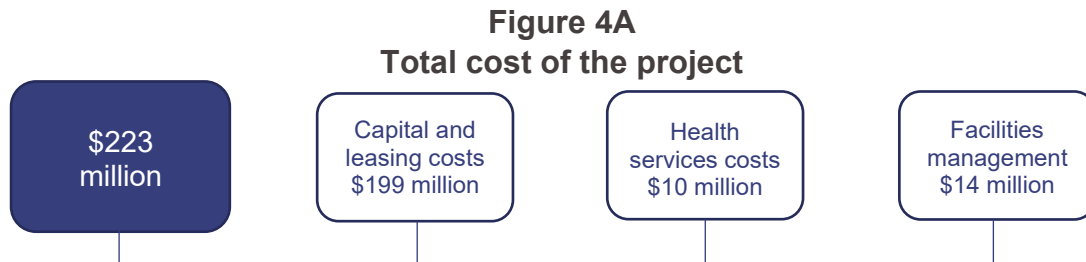 Figure 4A
Total cost of the project
$223
million
Capital and
leasing costs
$199 million
Health
services costs
$10 million
Facilities
management
$14 million